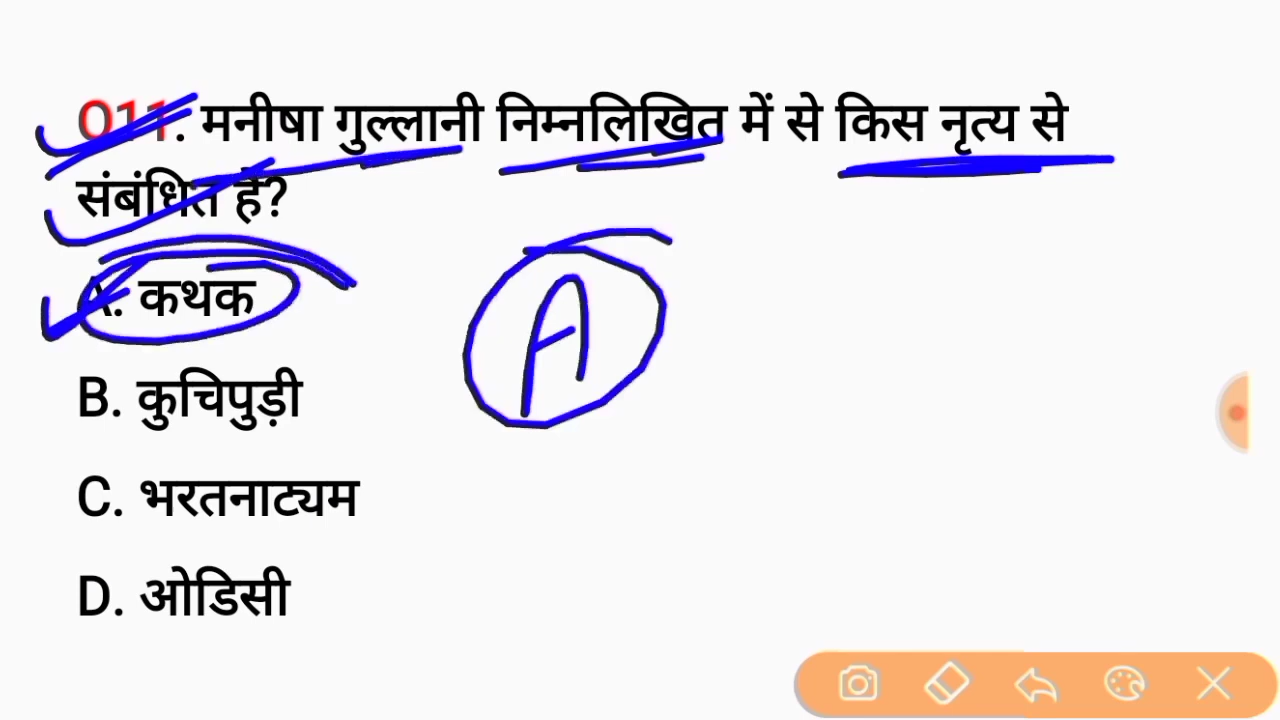 Q11. मनीषा गुल्लानी निम्नलिखित में से किस नृत्य से
संबंधित हैं?
A. कथक
A
B. कुचिपुड़ी
C. भरतनाट्यम
D. ओडिसी